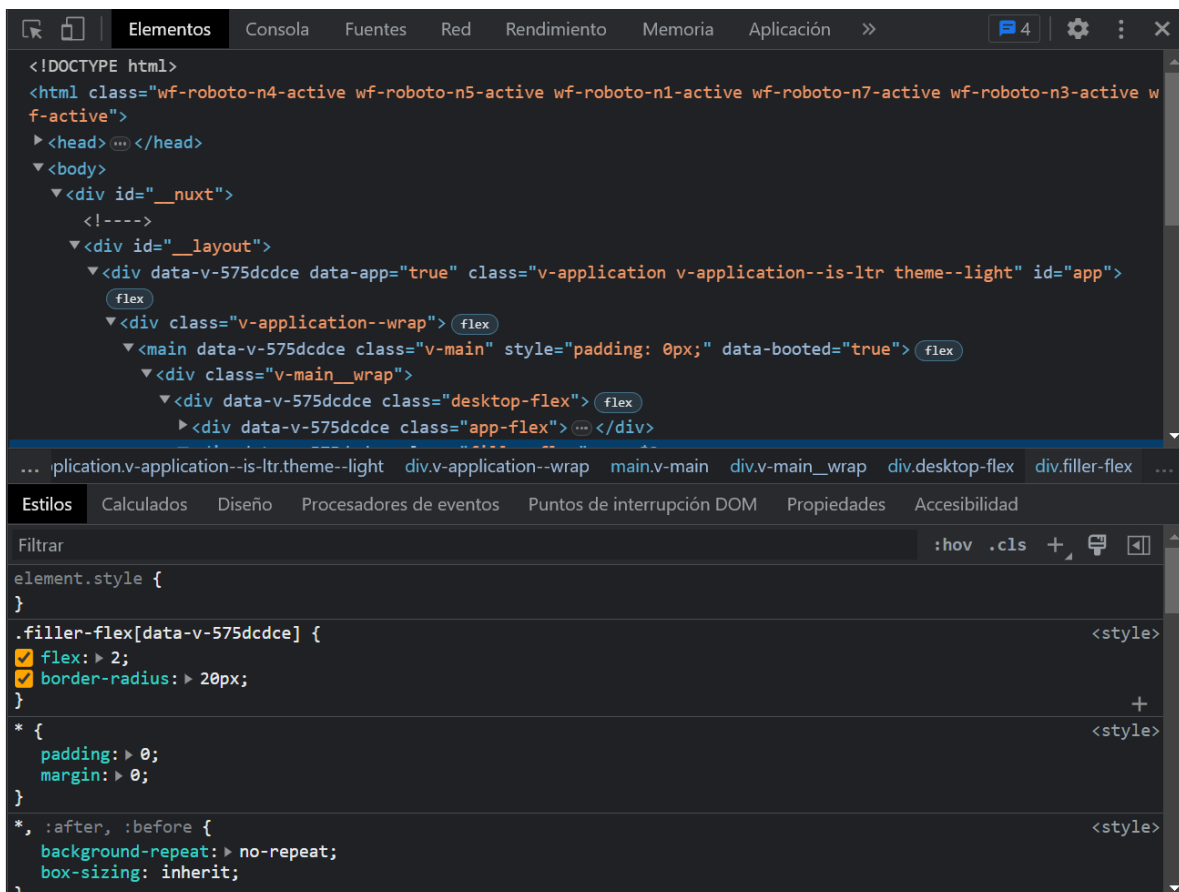 Elementos Consola Fuentes Red Rendimiento Memoria Aplicación » 4
<!DOCTYPE html>
<html class="wf-roboto-n4-active wf-roboto-n5-active wf-roboto-n1-active wf-roboto-n7-active wf-roboto-n3-active w
f-active">
<head> … </head>
<body>
<div id="__nuxt">
<!---->
<div id="__layout">
<div data-v-575dcdce data-app="true" class="v-application v-application--is-ltr theme--light" id="app">
flex
<div class="v-application--wrap"> flex
<main data-v-575dcdce class="v-main" style="padding: 0px;" data-booted="true"> flex
<div class="v-main__wrap">
<div data-v-575dcdce class="desktop-flex"> flex
<div data-v-575dcdce class="app-flex"> … </div>
… plication.v-application--is-ltr.theme--light div.v-application--wrap main.v-main div.v-main__wrap div.desktop-flex div.filler-flex …
Estilos Calculados Diseño Procesadores de eventos Puntos de interrupción DOM Propiedades Accesibilidad
Filtrar :hov .cls +
element.style {
}
.filler-flex[data-v-575dcdce] { <style>
flex: 2;
border-radius: 20px;
}
* { <style>
padding: 0;
margin: 0;
}
*, :after, :before { <style>
background-repeat: no-repeat;
box-sizing: inherit;